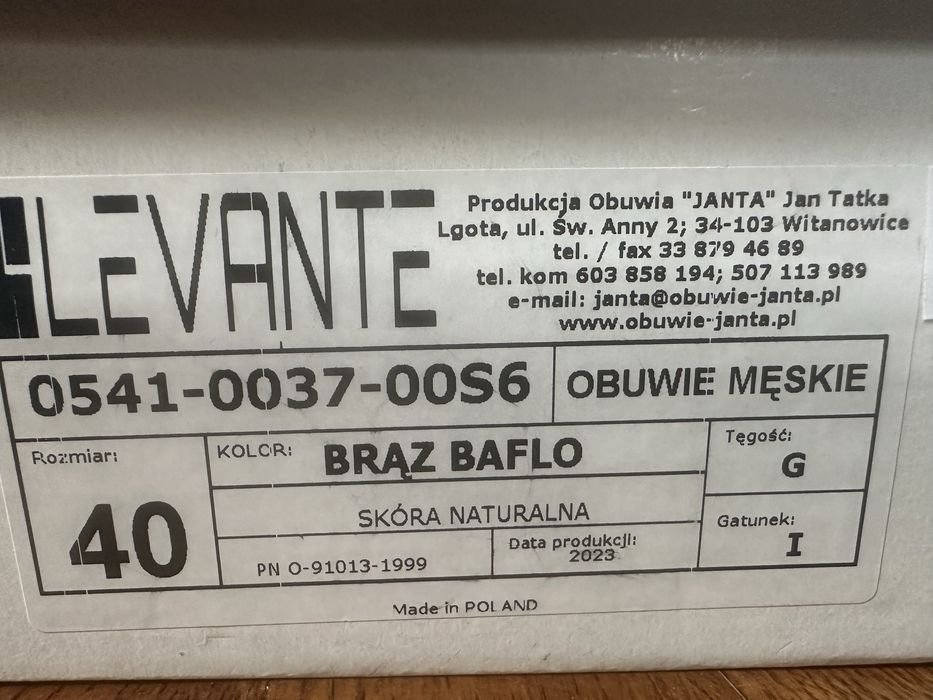 LEVANTE
Produkcja Obuwia "JANTA" Jan Tatka
Lgota, ul. Św. Anny 2; 34-103 Witanowice
tel. / fax 33 879 46 89
tel. kom 603 858 194; 507 113 989
e-mail: janta@obuwie-janta.pl
www.obuwie-janta.pl
0541-0037-00S6
OBUWIE MĘSKIE
Rozmiar:
40
KOLOR: BRĄZ BAFLO
SKÓRA NATURALNA
PN O-91013-1999
Data produkcji:
2023
Tęgość:
G
Gatunek:
I
Made in POLAND